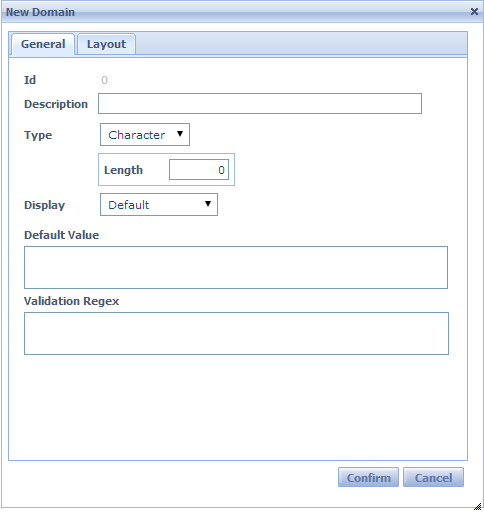 New Domain
General Layout
Id 0
Description
Type Character
Length 0
Display Default
Default Value
Validation Regex
Confirm Cancel